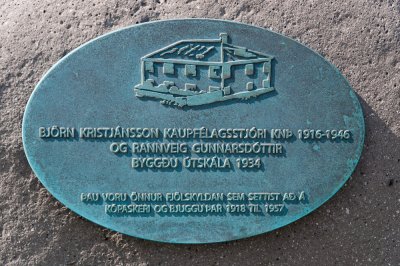 BJÖRN KRISTJÁNSSON KAUPFÉLAGSSTJÓRI KNÞ 1916-1946
OG RANNVEIG GUNNARSDÓTTIR
BYGGÐU ÚTSKÁLA 1934
ÞAU VORU ÖNNUR FJÖLSKYLDAN SEM SETTIST AÐ Á
KÓPASKERI OG BJUGGU ÞAR 1918 TIL 1957